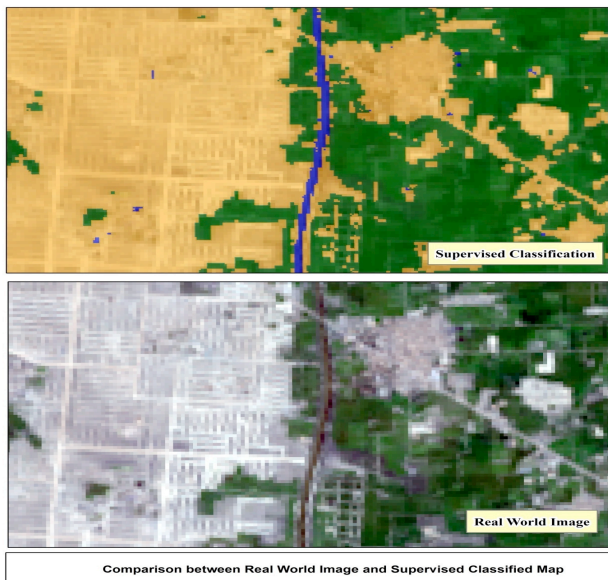 Supervised Classification
Real World Image
Comparison between Real World Image and Supervised Classified Map